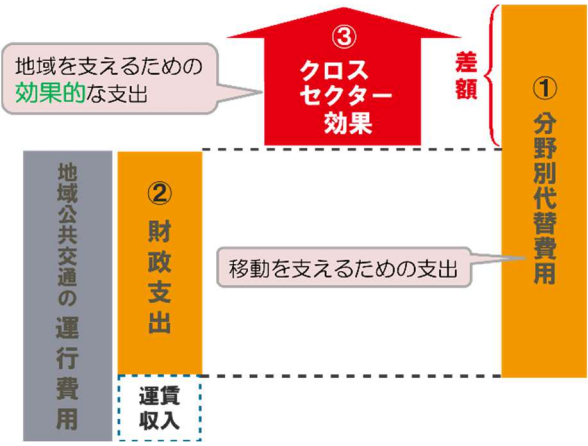 地域を支えるための
効果的な支出
③
クロス
セクター
効果
差額
①分野別代替費用
地域公共交通の運行費用
②財政支出
移動を支えるための支出
運賃
収入